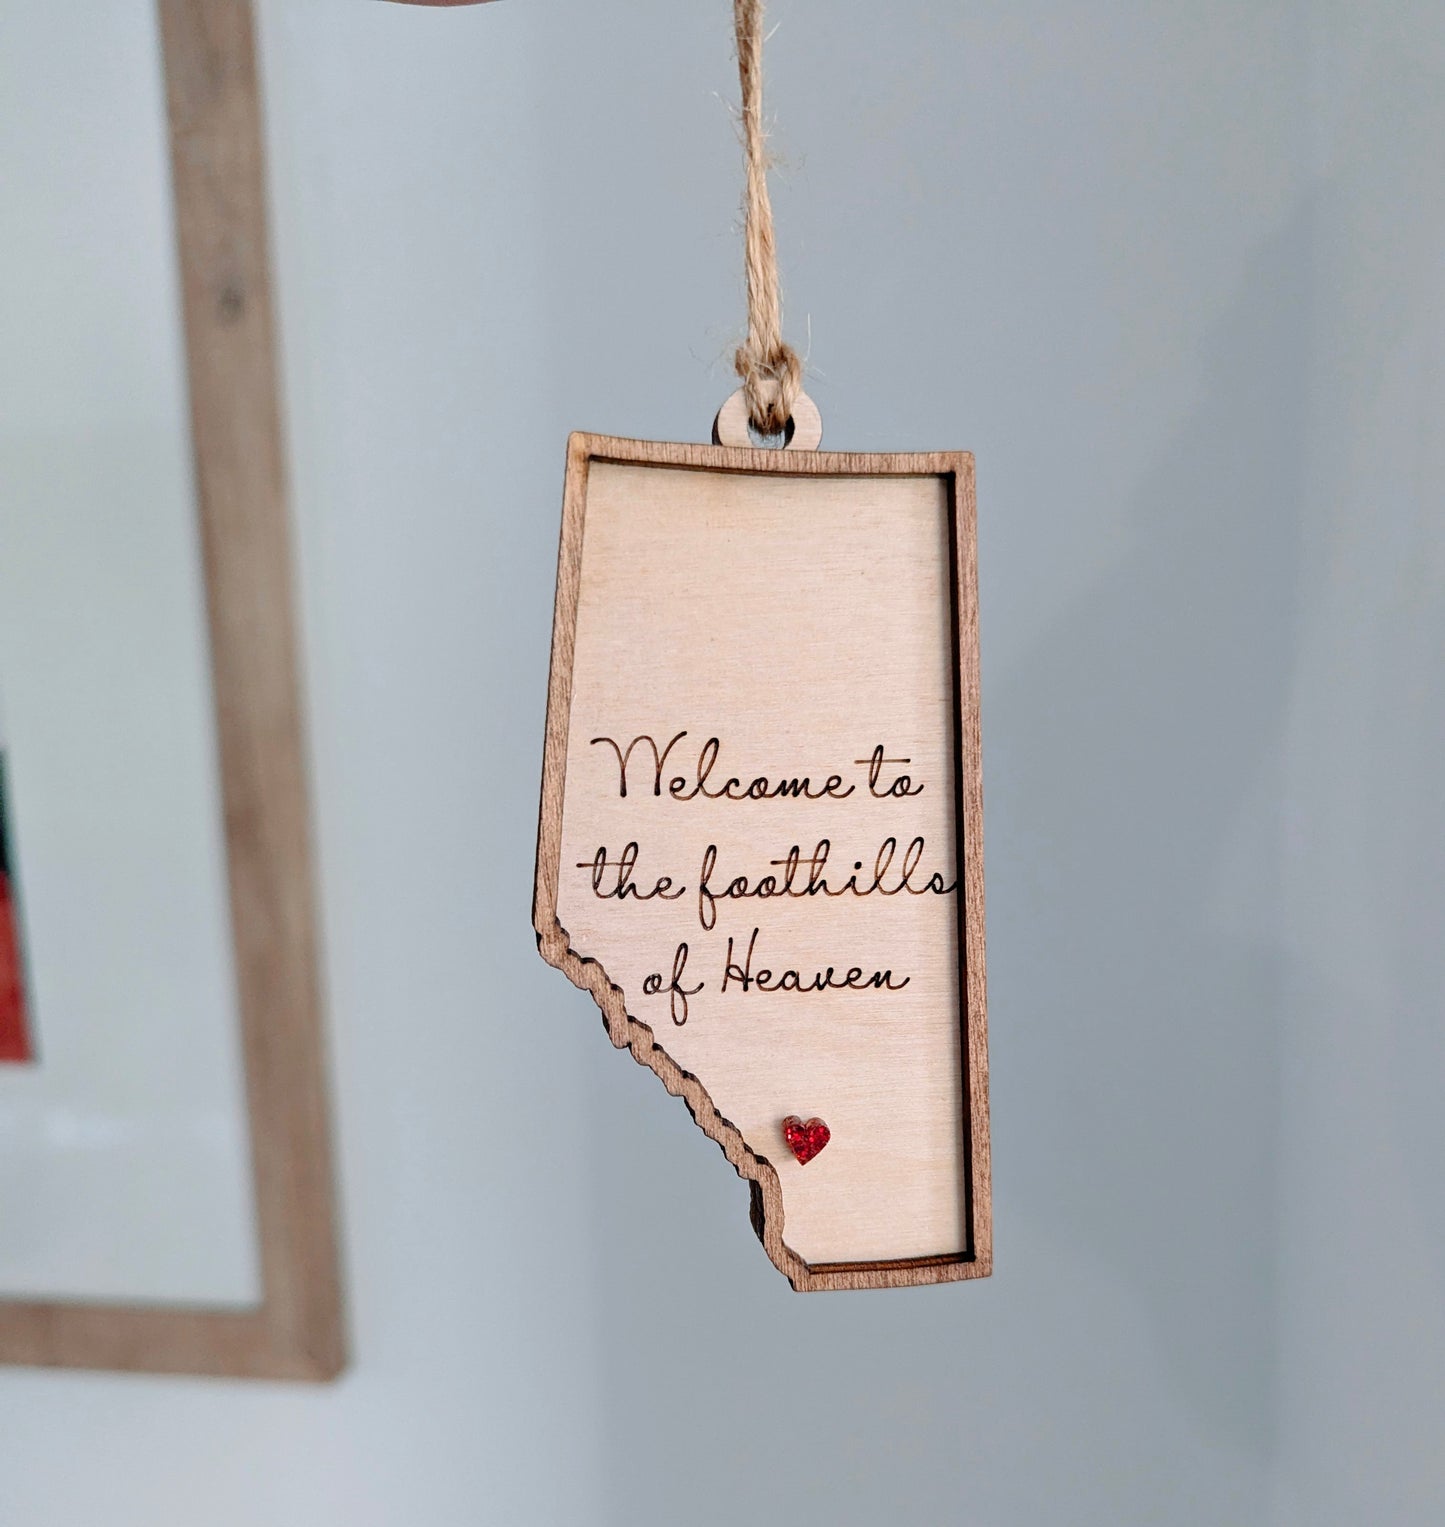 Welcome to
the foothills
of Heaven